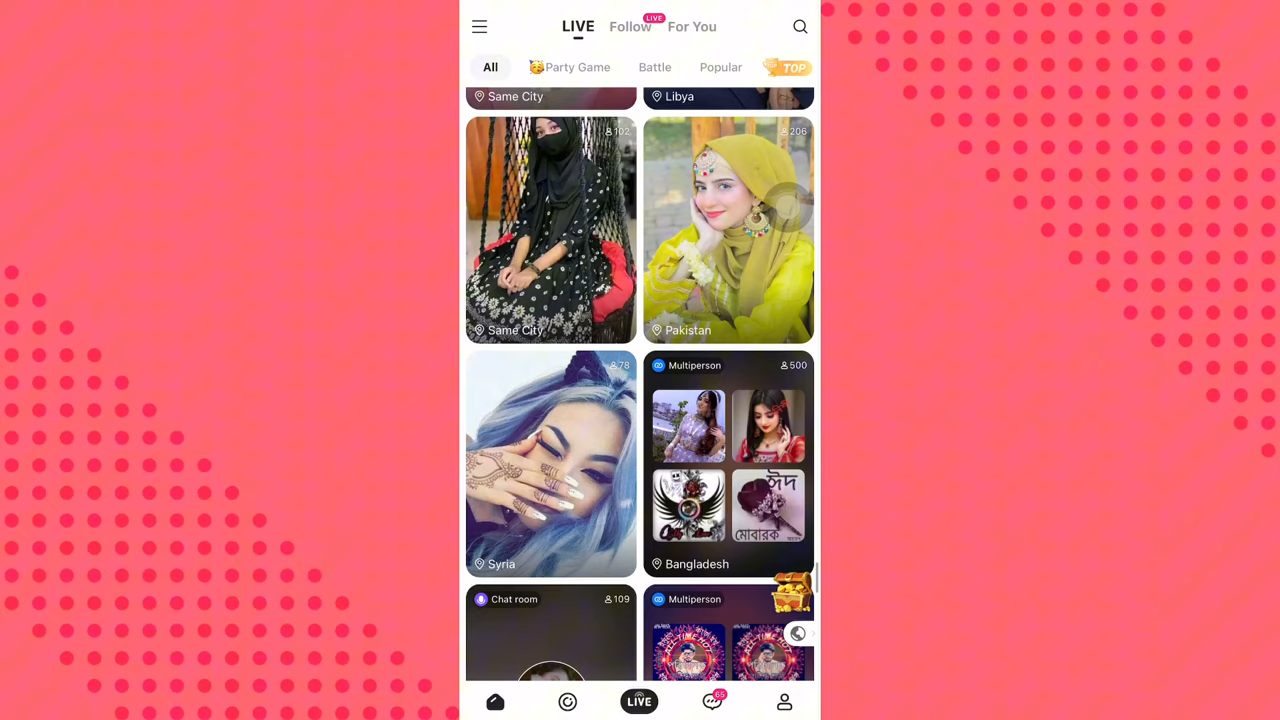 LIVE
Follow
LIVE
For You
All
Party Game
Battle
Popular
TOP
Same City
Libya
102
206
Same City
Pakistan
78
Multiperson
500
ঈদ
মোবারক
Syria
Bangladesh
Chat room
109
Multiperson
LIVE
65